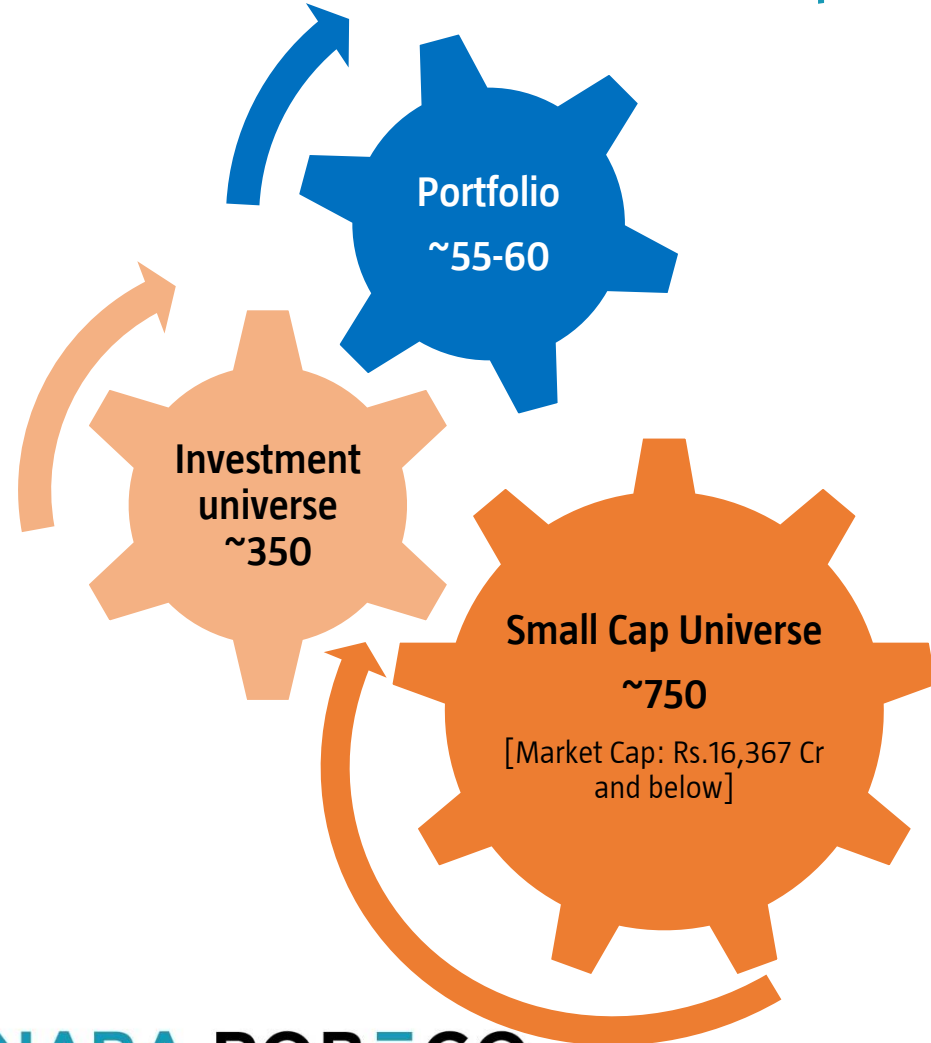 Portfolio
~55-60
Investment
universe
~350
Small Cap Universe
~750
[Market Cap: Rs.16,367 Cr
and below]